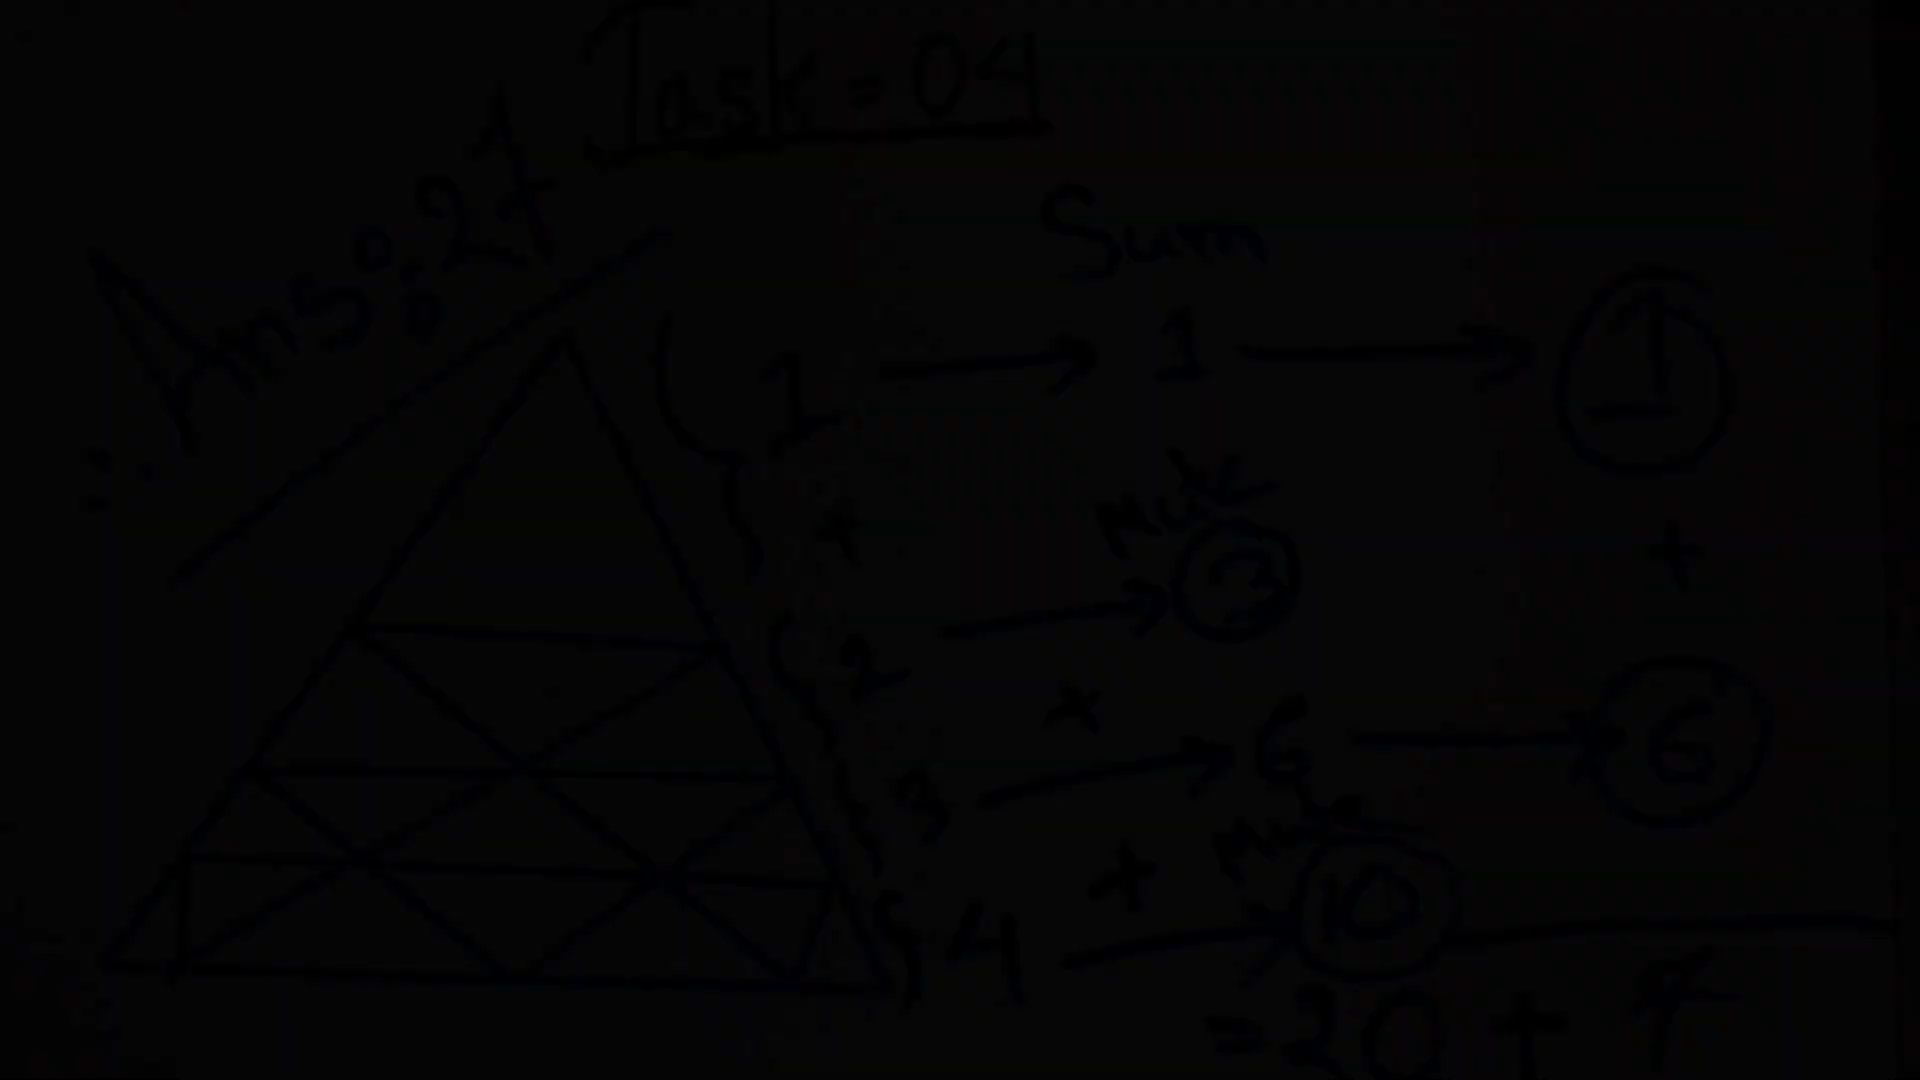 Task = 04
Ans: 27
Sum
1 → 1 → 1
+ +
2 → 3
+
3 → 6 → 6
+
4 → 10
= 20 + 7